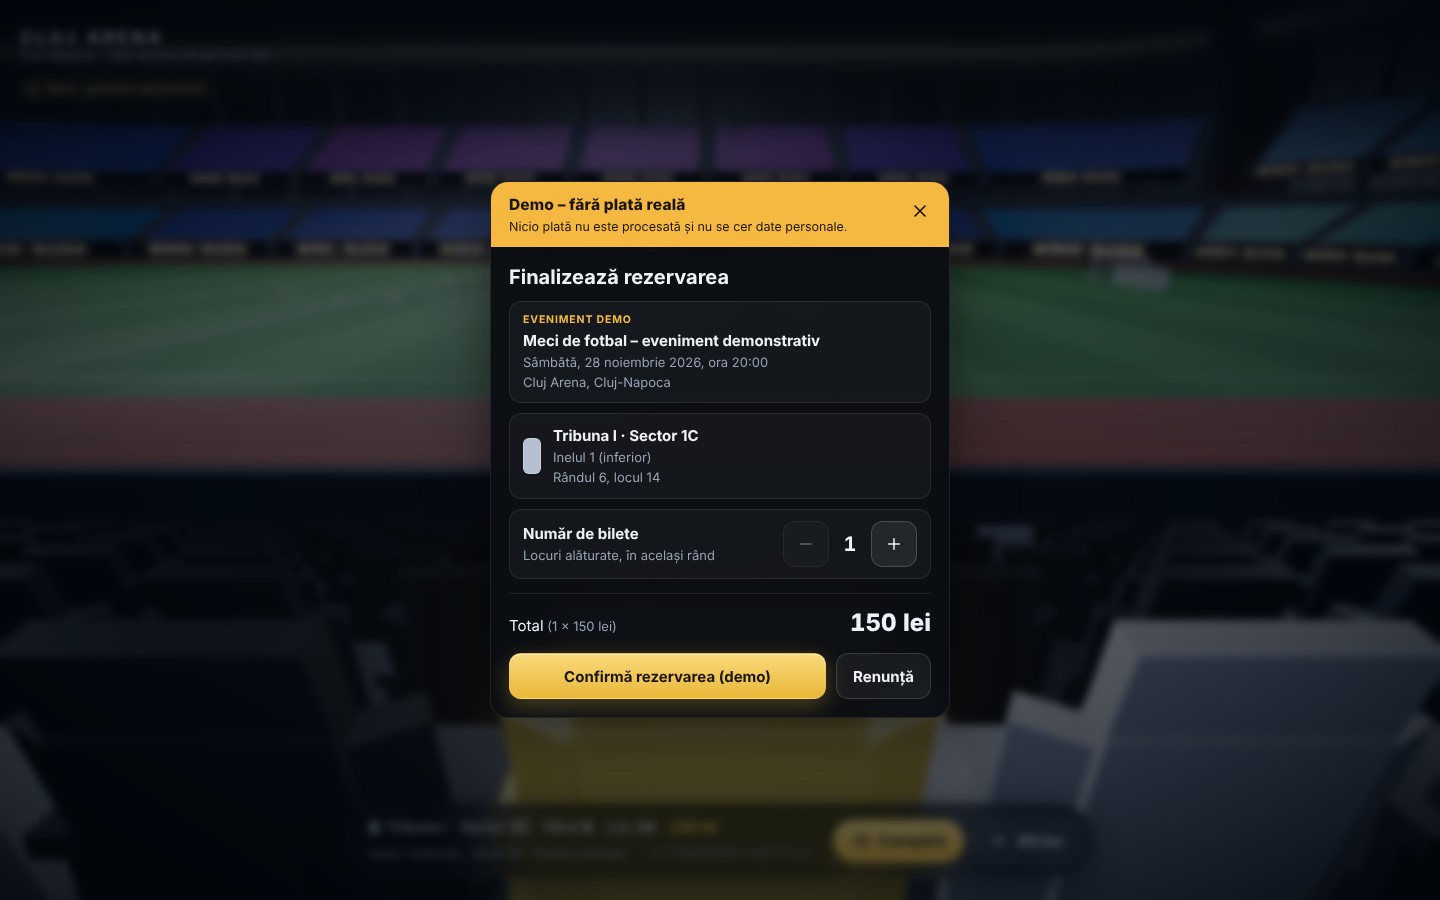 CLUJ ARENA
Demo – fără plată reală
Nicio plată nu este procesată și nu se cer date personale.
Finalizează rezervarea
EVENIMENT DEMO
Meci de fotbal – eveniment demonstrativ
Sâmbătă, 28 noiembrie 2026, ora 20:00
Cluj Arena, Cluj-Napoca
Tribuna I · Sector 1C
Inelul 1 (inferior)
Rândul 6, locul 14
Număr de bilete
Locuri alăturate, în același rând
− 1 +
Total (1 × 150 lei)
150 lei
Confirmă rezervarea (demo)
Renunță